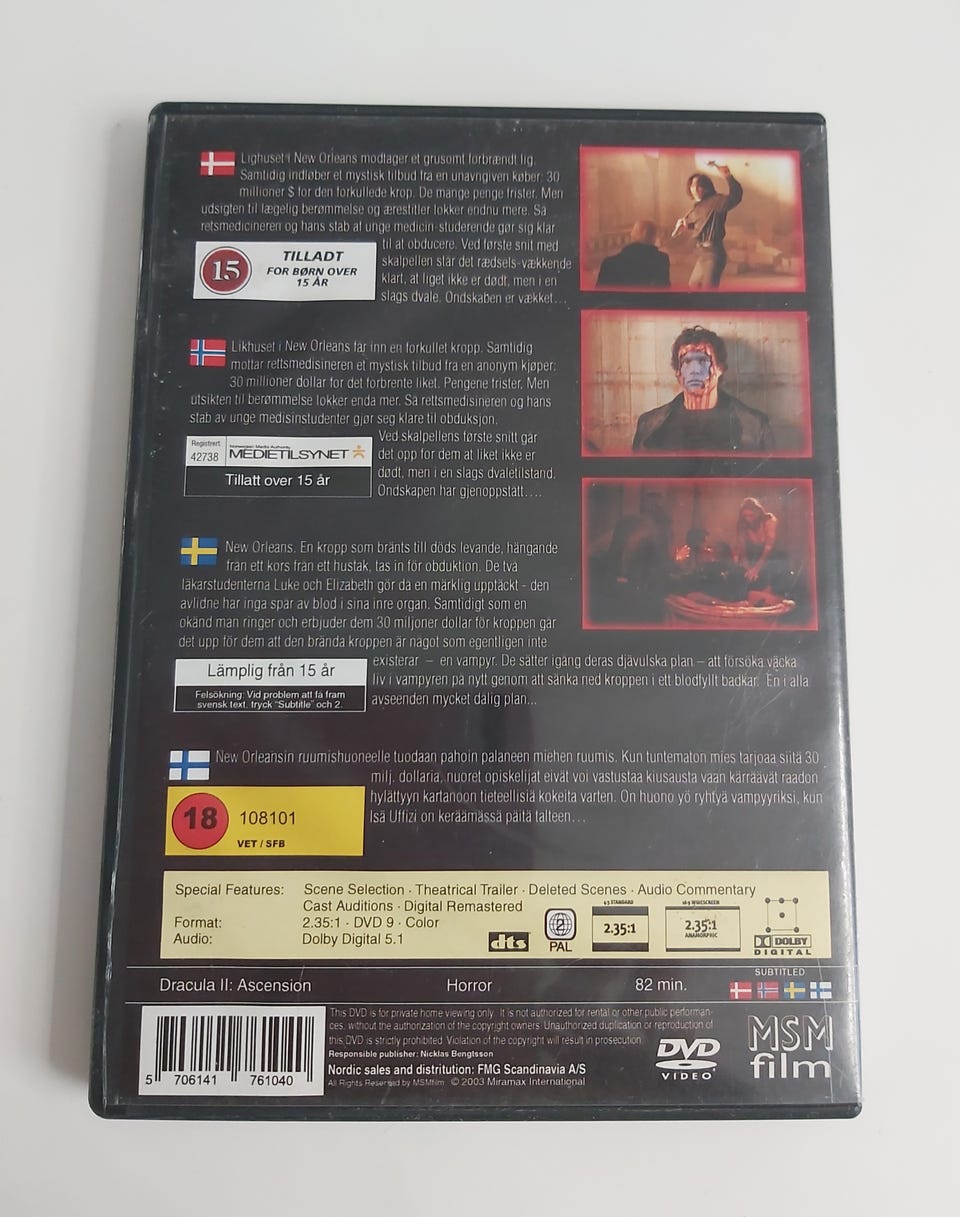 Lighuset i New Orleans modtager et grusomt forbrændt lig.
Samtidig indløber et mystisk tilbud fra en unavngiven køber: 30
millioner $ for den forkullede krop. De mange penge frister. Men
udsigten til lægelig berømmelse og ærestitler lokker endnu mere. Så
retsmedicineren og hans stab at unge medicin-studerende gør sig klar
til at obducere. Ved første snit med
skalpellen står det rædsels-vækkende
klart, at liget ikke er dødt, men i en
slags dvale. Ondskaben er vækket...
15
TILLADT
FOR BØRN OVER
15 ÅR
Likhuset i New Orleans får inn en forkullet kropp. Samtidig
mottar rettsmedisineren et mystisk tilbud fra en anonym kjøper:
30 millioner dollar for det forbrente liket. Pengene frister. Men
utsikten til berømmelse lokker enda mer. Så rettsmedineren og hans
stab av unge medisinstudenter gjør seg klare til obduksjon.
Ved skalpellens første snitt går
det opp for dem at liket ikke er
dødt, men i en slags dvaletilstand.
Ondskapen har gjenoppstått....
Registrert
42738
Norwegian Media Authority
MEDIETILSYNET
Tillatt over 15 år
New Orleans. En kropp som bränts till döds levande, hängande
från ett kors från ett hustak, tas in för obduktion. De två
läkarstudenterna Luke och Elizabeth gör da en märklig upptäckt - den
avlidne har inga spår av blod i sina inre organ. Samtidigt som en
okänd man ringer och erbjuder dem 30 miljoner dollar för kroppen går
det upp för dem att den brända kroppen är något som egentligen inte
existerar – en vampyr. De sätter igång deras djävulska plan – att försöka väcka
liv i vampyren på nytt genom att sänka ned kroppen i ett blodfyllt badkar. En i alla
avseenden mycket dålig plan...
Lämplig från 15 år
Felsökning: Vid problem att få fram
svensk text, tryck "Subtitle" och 2.
New Orleansin ruumishuoneelle tuodaan pahoin palaneen miehen ruumis. Kun tuntematon mies tarjoaa siitä 30
milj. dollaria, nuoret opiskelijat eivät voi vastustaa kiusausta vaan kärräävät raadon
hylättyyn kartanoon tieteellisiä kokeita varten. On huono yö ryhtyä vampyyriksi, kun
Isä Uffizi on keräämässä päitä talteen...
18
108101
VET / SFB
Special Features: Scene Selection · Theatrical Trailer · Deleted Scenes · Audio Commentary
Cast Auditions · Digital Remastered
Format: 2.35:1 · DVD 9 · Color
Audio: Dolby Digital 5.1
dts
2
PAL
4:3 STANDARD
2.35:1
16:9 WIDESCREEN
2.35:1
ANAMORPHIC
DOLBY
DIGITAL
Dracula II: Ascension
Horror
82 min.
SUBTITLED
5 706141 761040
This DVD is for private home viewing only. It is not authorized for rental or other public performan-
ces, without the authorization of the copyright owners. Unauthorized duplication or reproduction of
this DVD is strictly prohibited. Violation of the copyright will result in prosecution.
Responsible publisher: Nicklas Bengtsson
Nordic sales and distrintution: FMG Scandinavia A/S
All Rights Reserved by MSMfilm © 2003 Miramax International
DVD
VIDEO
MSM
film